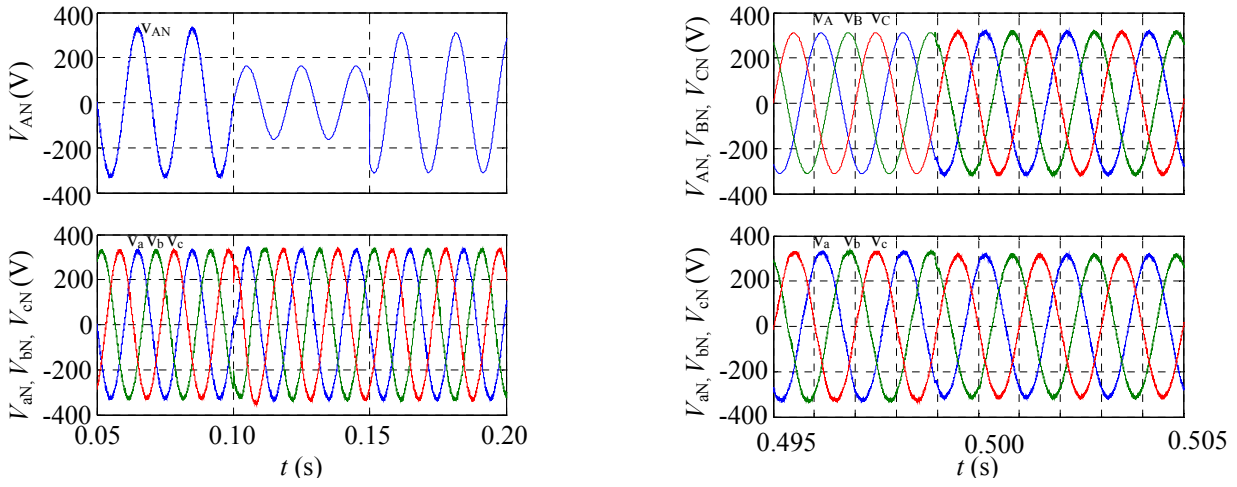 400
200
0
-200
-400
V_AN (V)
V_AN
400
200
0
-200
-400
V_aN, V_bN, V_cN (V)
V_a V_b V_c
0.05 0.10 0.15 0.20
t (s)
400
200
0
-200
-400
V_AN, V_BN, V_CN (V)
V_A V_B V_C
400
200
0
-200
-400
V_aN, V_bN, V_cN (V)
V_a V_b V_c
0.495 0.500 0.505
t (s)